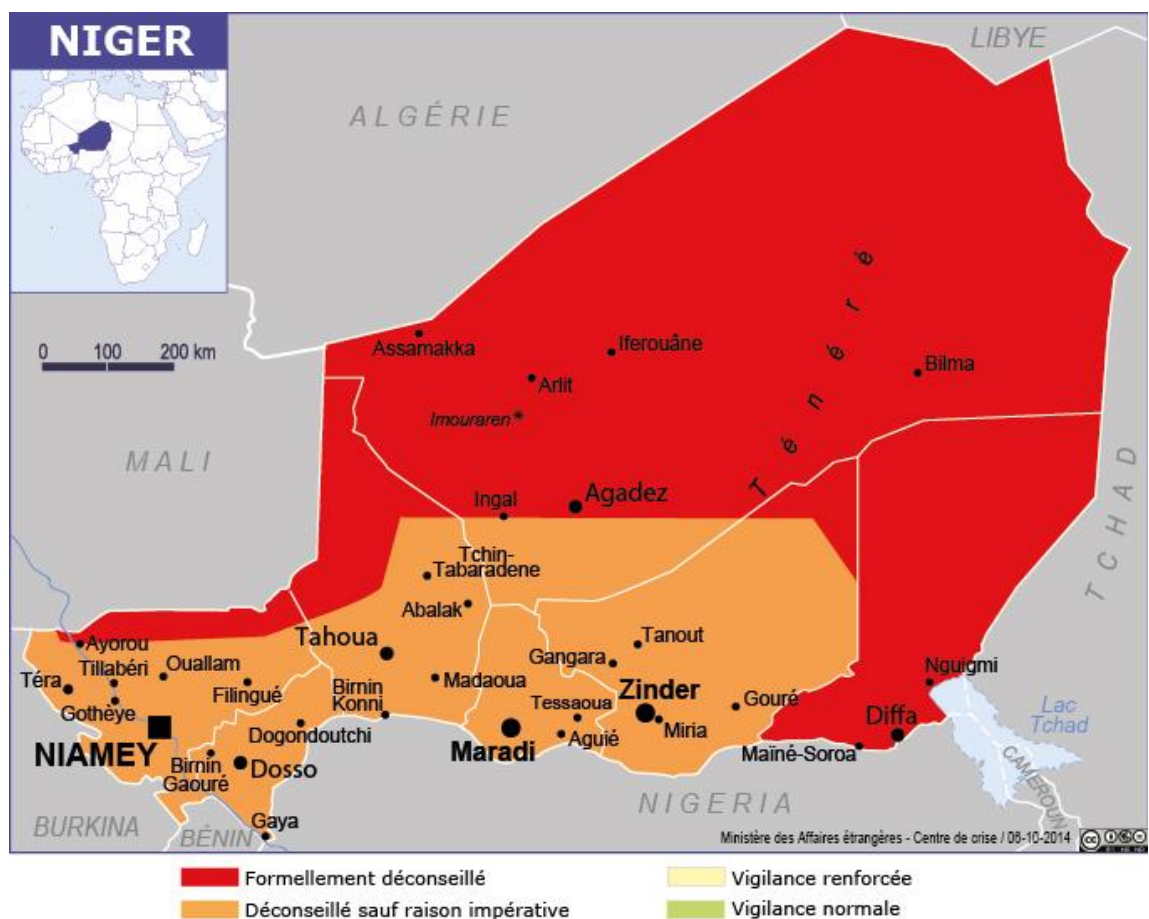 NIGER
LIBYE
ALGÉRIE
0 100 200 km
Assamakka
Iferouâne
Arlit
Bilma
Imouraren *
Ténéré
MALI
TCHAD
Agadez
Ingal
Tchin-
Tabaradene
Abalak
Ayorou
Tahoua
Tanout
Tillabéri
Ouallam
Gangara
Nguigmi
Téra
Filingué
Birnin
Konni
Madaoua
Zinder
Gouré
Gothèye
Tessaoua
Lac
Tchad
Diffa
NIAMEY
Dogondoutchi
Maradi
Aguié
Miria
Maïné-Soroa
Birnin
Gaouré
Dosso
CAMEROUN
NIGERIA
Gaya
BURKINA
BÉNIN
Ministère des Affaires étrangères - Centre de crise / 06-10-2014
cc
Formellement déconseillé
Vigilance renforcée
Déconseillé sauf raison impérative
Vigilance normale